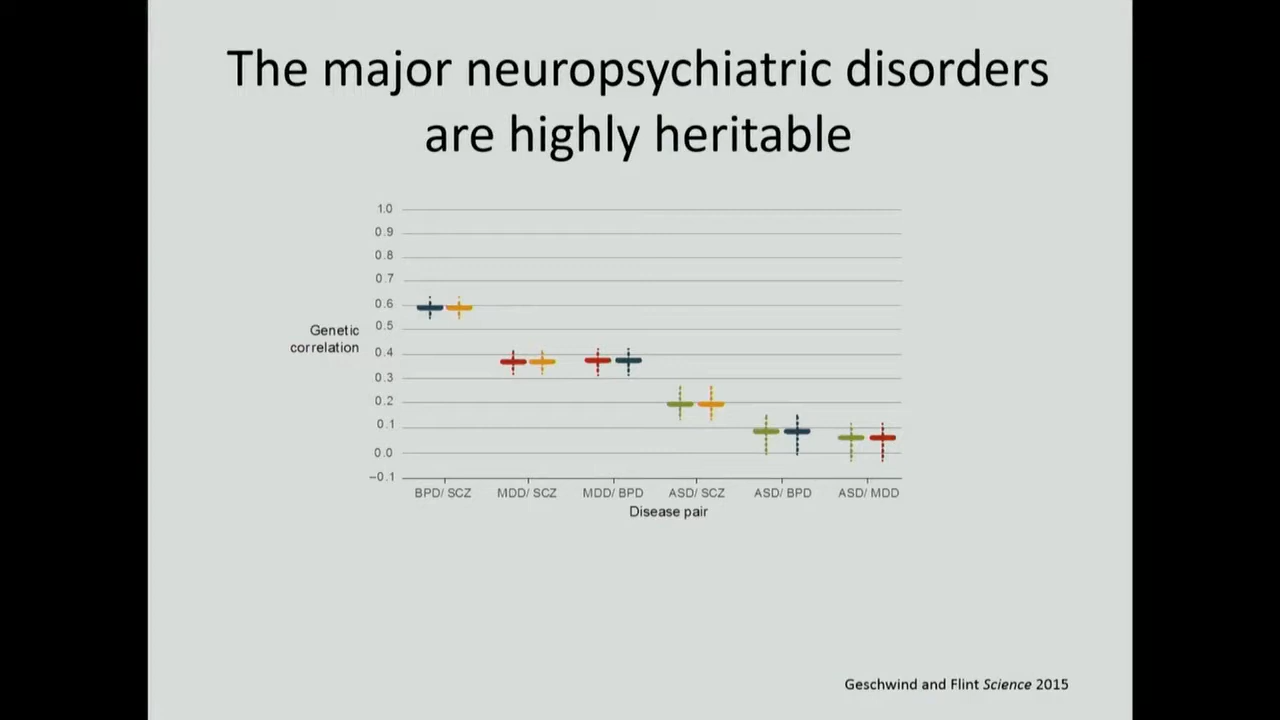 The major neuropsychiatric disorders
are highly heritable
1.0
0.9
0.8
0.7
0.6
0.5
0.4
0.3
0.2
0.1
0.0
–0.1
Genetic
correlation
BPD/ SCZ
MDD/ SCZ
MDD/ BPD
ASD/ SCZ
ASD/ BPD
ASD/ MDD
Disease pair
Geschwind and Flint Science 2015